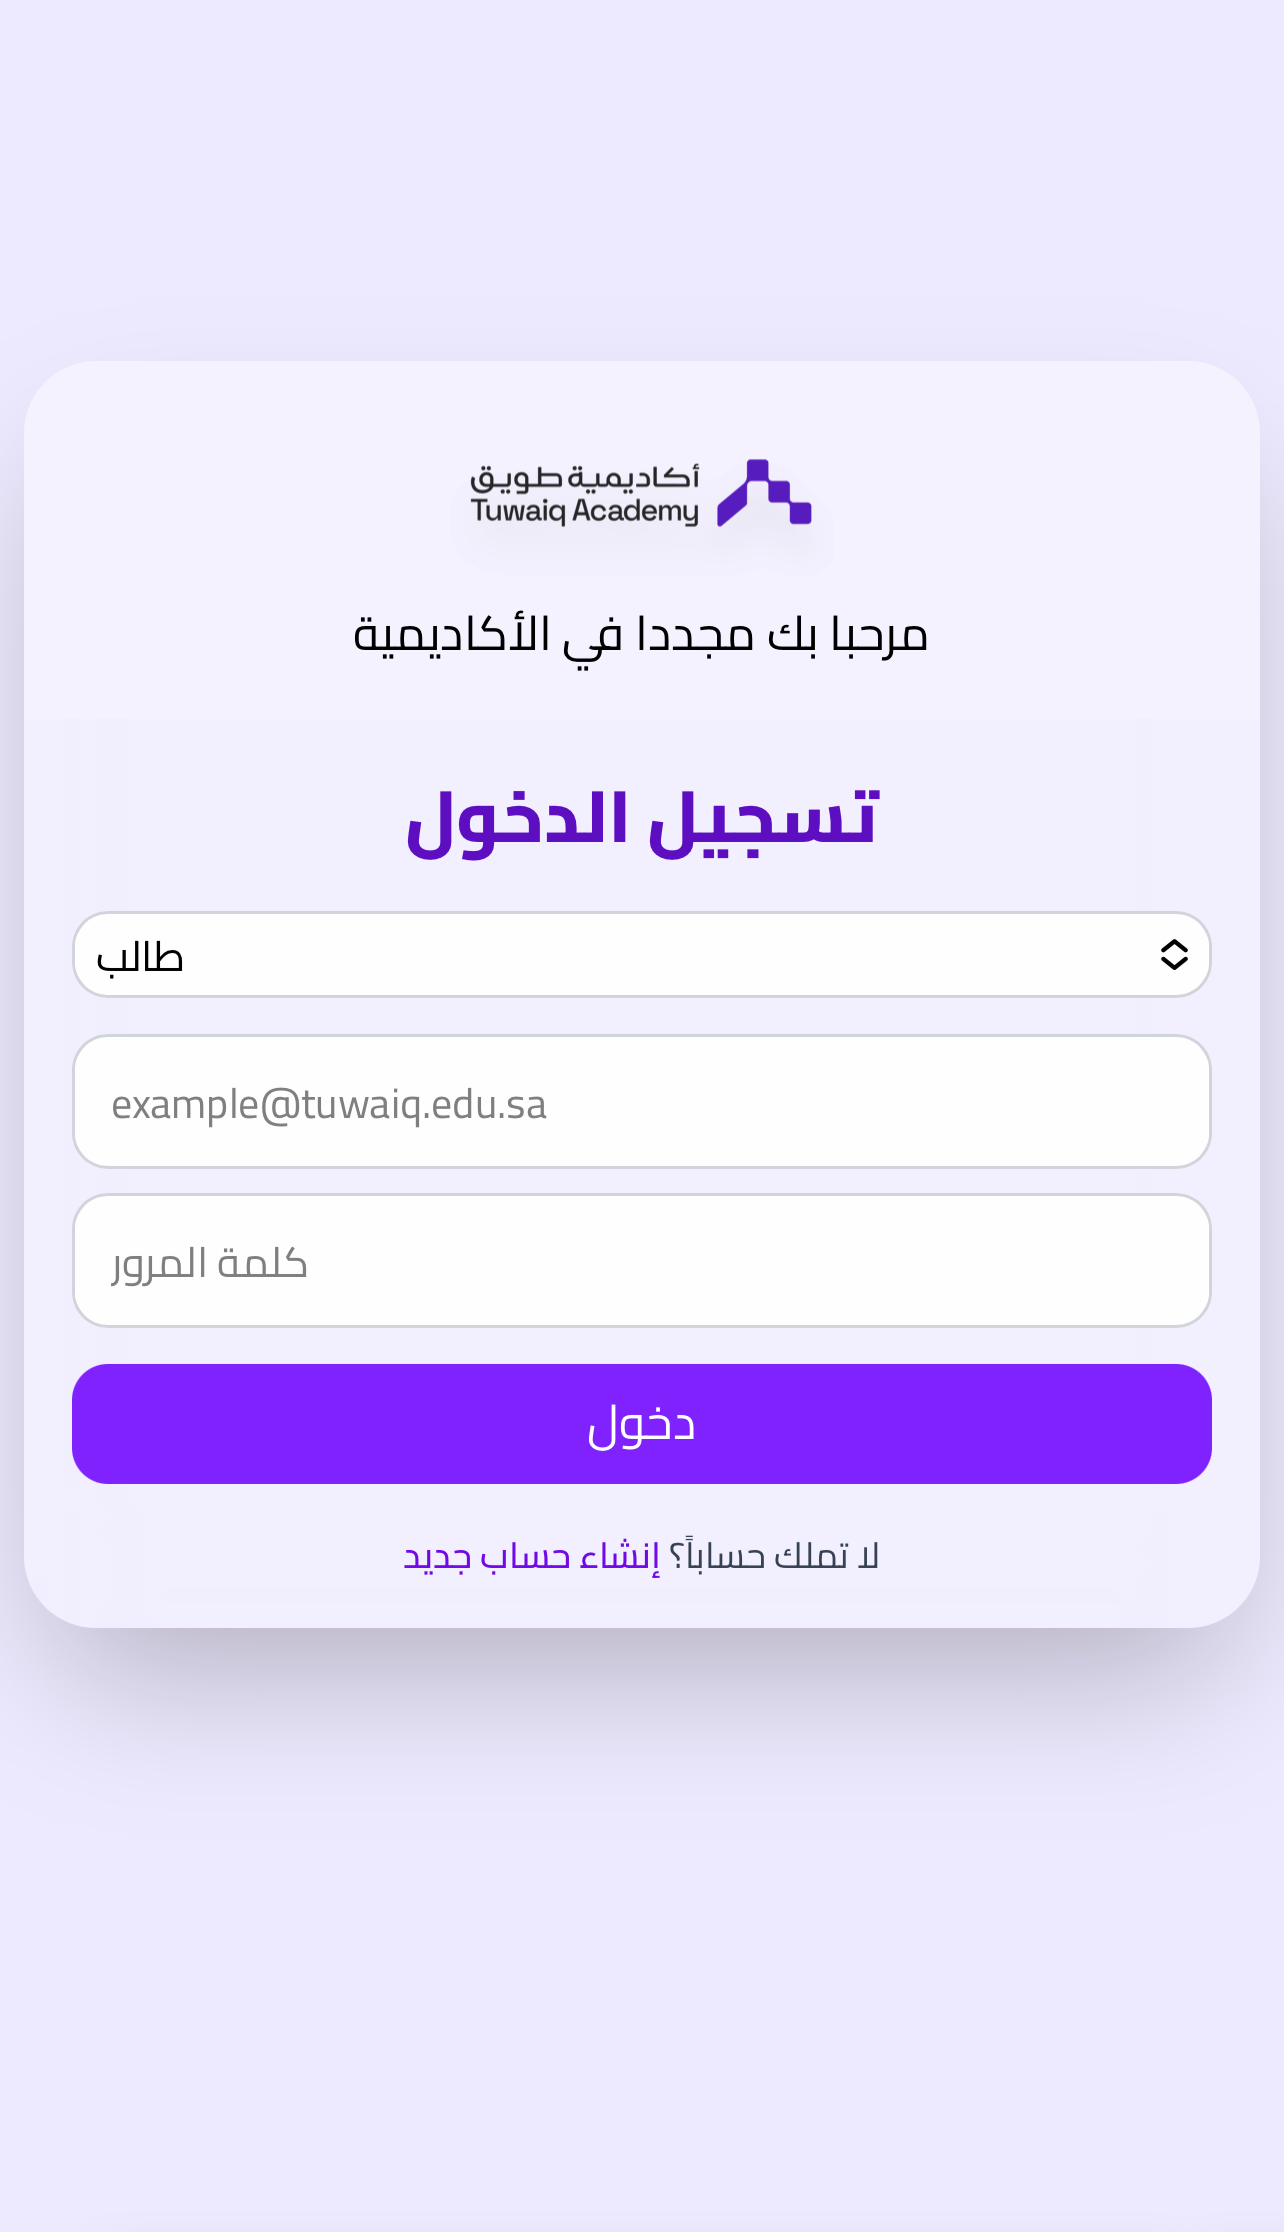 أكاديمية طويق
Tuwaiq Academy
مرحبا بك مجددا في الأكاديمية
تسجيل الدخول
طالب
example@tuwaiq.edu.sa
كلمة المرور
دخول
لا تملك حساباً؟ إنشاء حساب جديد